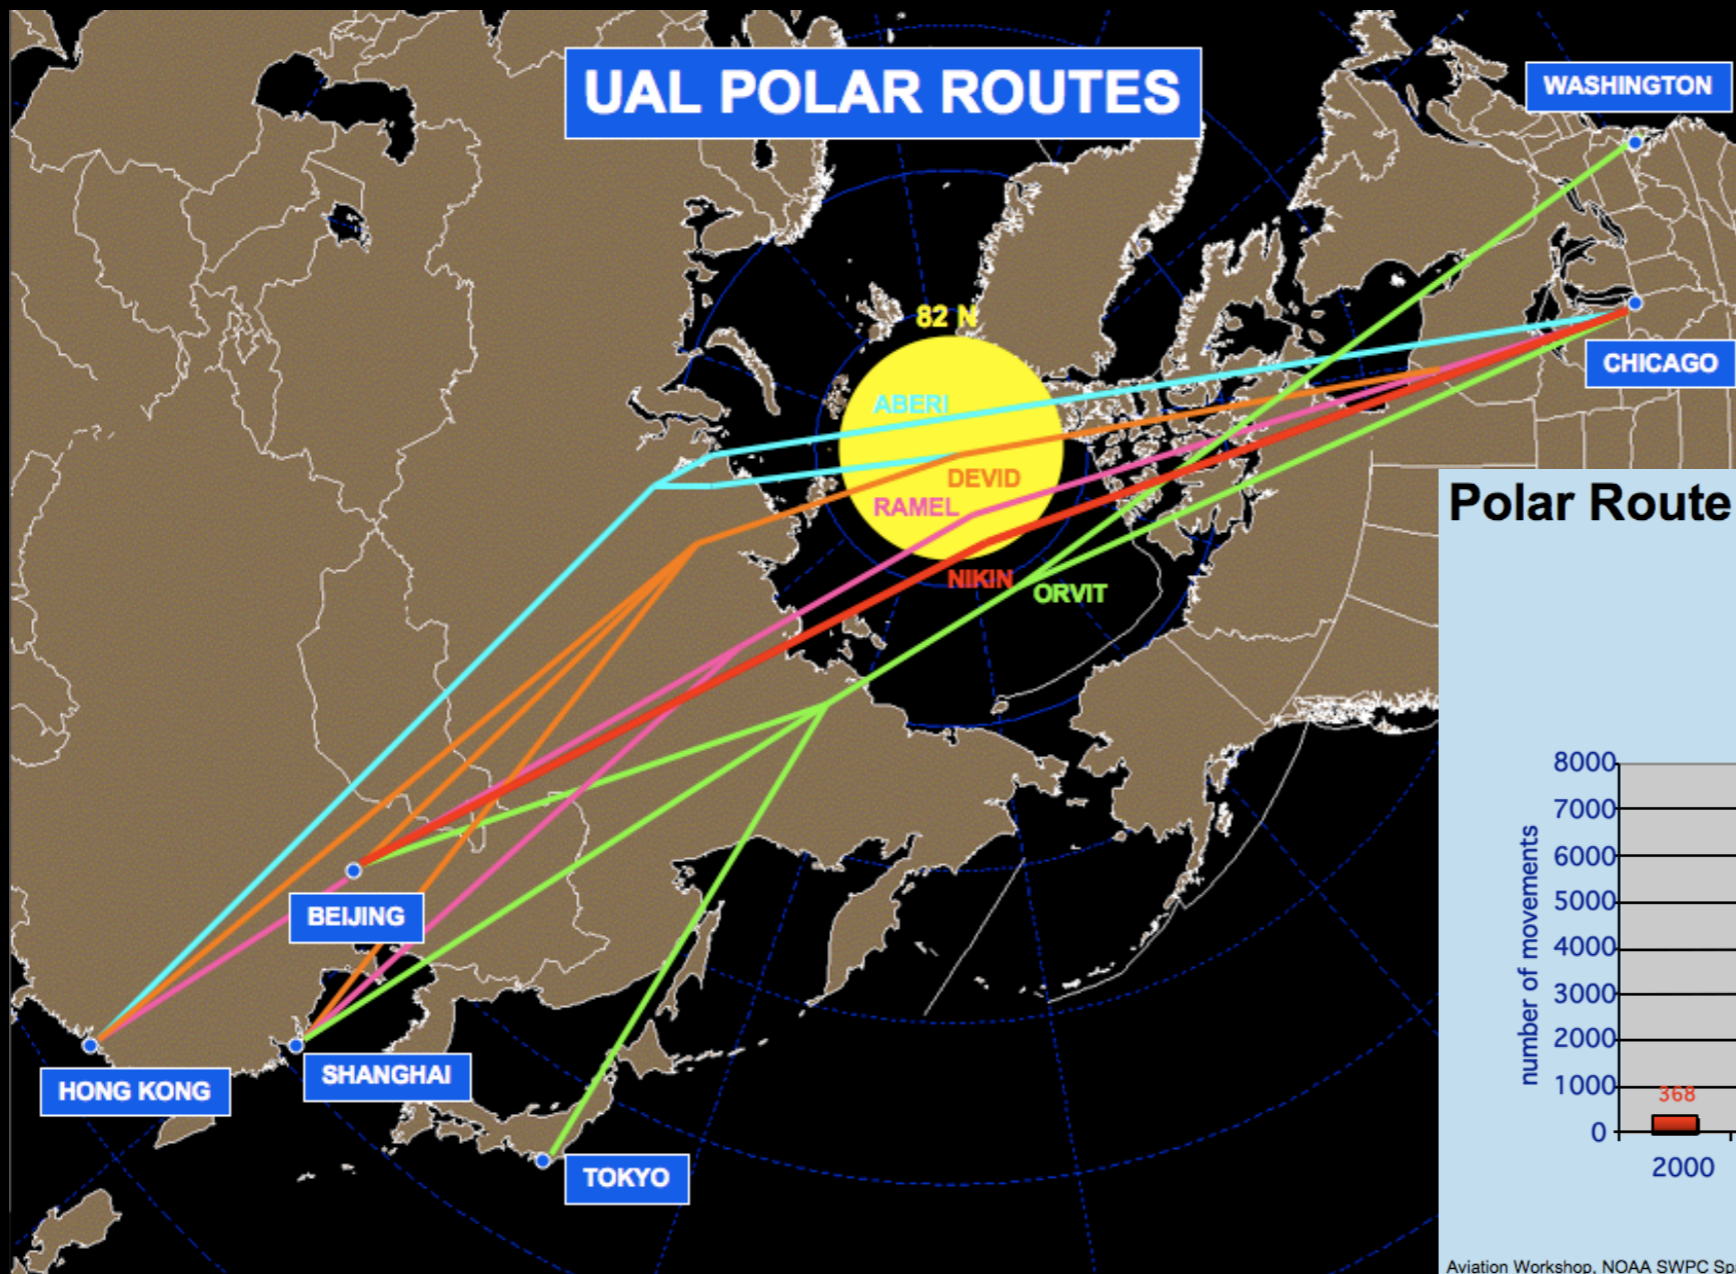 UAL POLAR ROUTES
WASHINGTON
82 N
CHICAGO
ABERI
DEVID
RAMEL
NIKIN
ORVIT
BEIJING
HONG KONG
SHANGHAI
TOKYO
Polar Route
number of movements
8000
7000
6000
5000
4000
3000
2000
1000
0
368
2000
Aviation Workshop, NOAA SWPC Sp